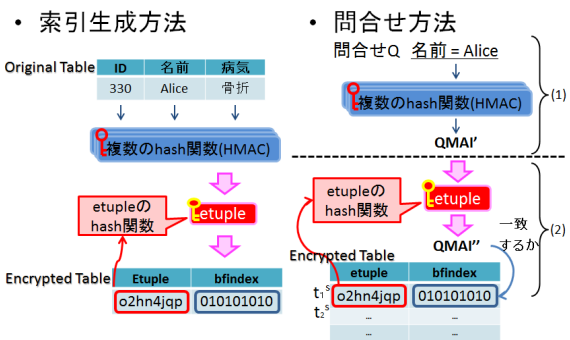 • 索引生成方法
Original Table
ID 名前 病気
330 Alice 骨折
複数のhash関数(HMAC)
etupleの
hash関数
etuple
Encrypted Table
Etuple bfindex
o2hn4jqp 010101010
• 問合せ方法
問合せQ 名前 = Alice
複数のhash関数(HMAC)
(1)
QMAI’
etupleの
hash関数
etuple
一致
するか
(2)
QMAI’’
Encrypted Table
etuple bfindex
t₁ˢ o2hn4jqp 010101010
t₂ˢ … …
… …